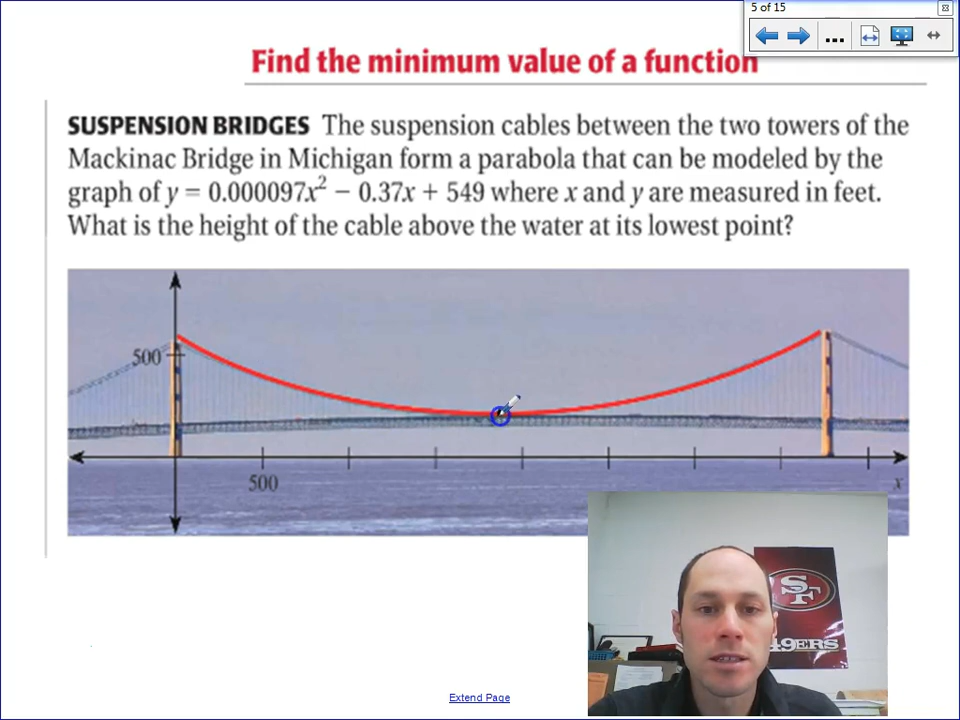 5 of 15
...
Find the minimum value of a function
SUSPENSION BRIDGES The suspension cables between the two towers of the
Mackinac Bridge in Michigan form a parabola that can be modeled by the
graph of y = 0.000097x² − 0.37x + 549 where x and y are measured in feet.
What is the height of the cable above the water at its lowest point?
500
500
x
SF
49ERS
Extend Page